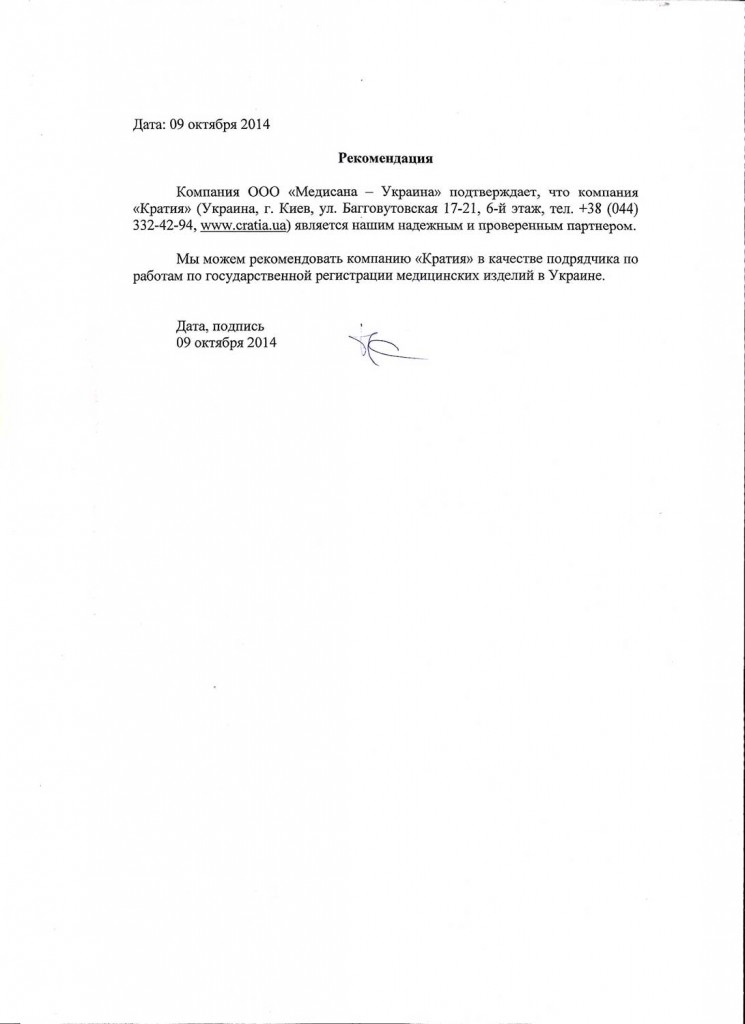 Дата: 09 октября 2014
Рекомендация
Компания ООО «Медисана – Украина» подтверждает, что компания
«Кратия» (Украина, г. Киев, ул. Багговутовская 17-21, 6-й этаж, тел. +38 (044)
332-42-94, www.cratia.ua) является нашим надежным и проверенным партнером.
Мы можем рекомендовать компанию «Кратия» в качестве подрядчика по
работам по государственной регистрации медицинских изделий в Украине.
Дата, подпись
09 октября 2014